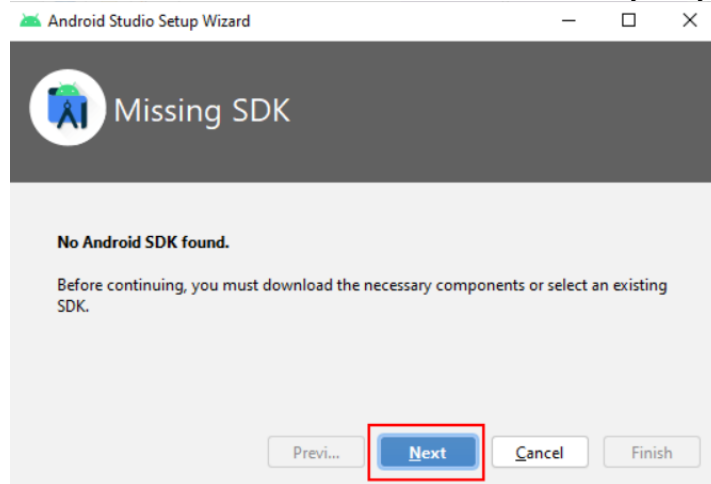 Android Studio Setup Wizard
Missing SDK
No Android SDK found.
Before continuing, you must download the necessary components or select an existing
SDK.
Previ... Next Cancel Finish